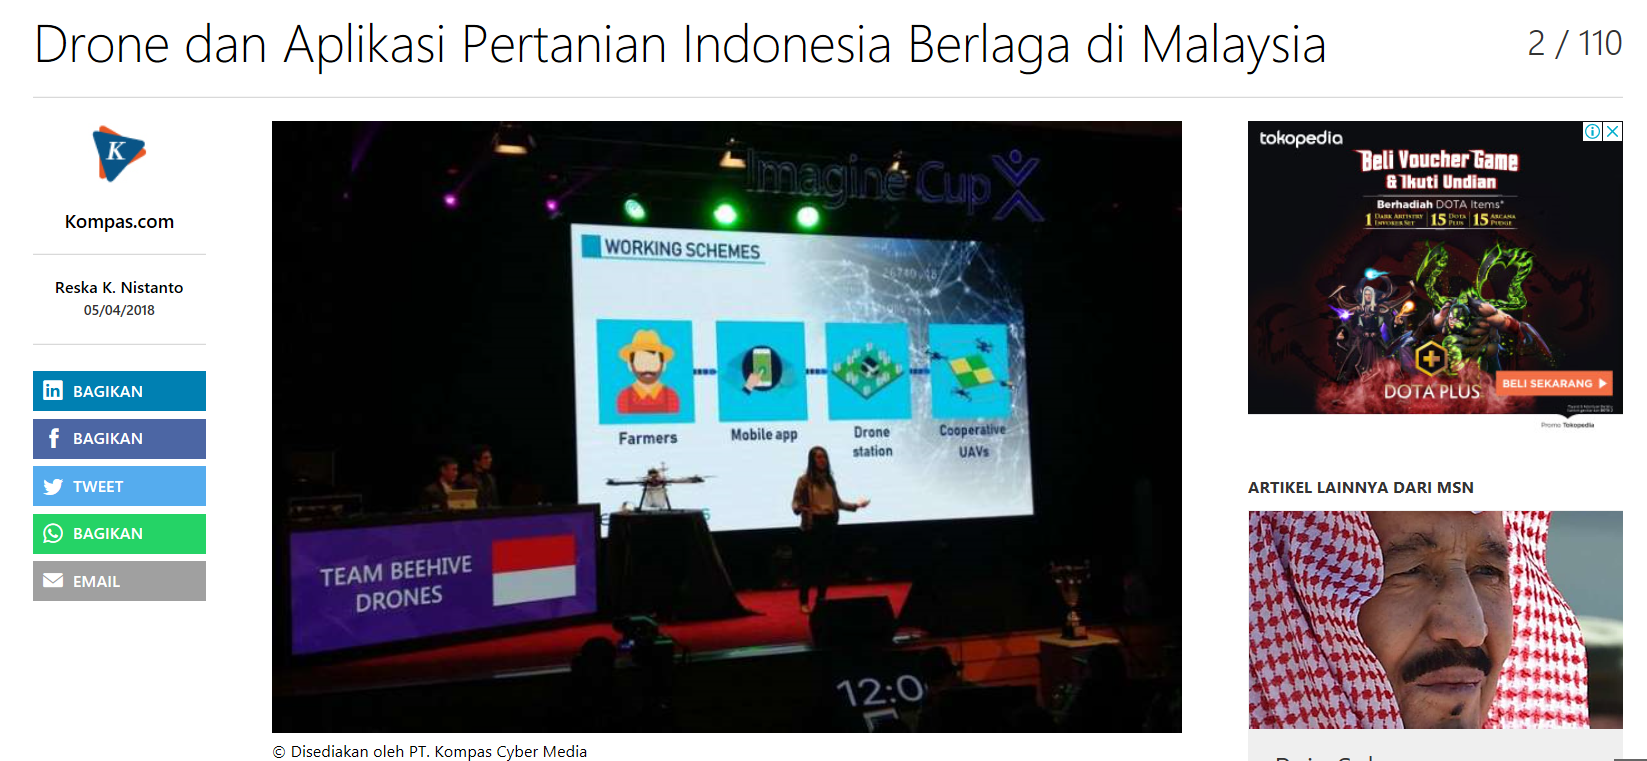 Drone dan Aplikasi Pertanian Indonesia Berlaga di Malaysia
2 / 110
K
Kompas.com
Reska K. Nistanto
05/04/2018
in BAGIKAN
f BAGIKAN
TWEET
BAGIKAN
EMAIL
Imagine Cup
WORKING SCHEMES
26740.18
Farmers
Mobile app
Drone
station
Cooperative
UAVs
TEAM BEEHIVE
DRONES
12:0
© Disediakan oleh PT. Kompas Cyber Media
tokopedia
Beli Voucher Game
& Ikuti Undian
Berhadiah DOTA Items*
1 DARK ARTISTRY INVOKER SET 15 DOTA PLUS 15 ARCANA PUDGE
DOTA PLUS
BELI SEKARANG
Promo Tokopedia
ARTIKEL LAINNYA DARI MSN